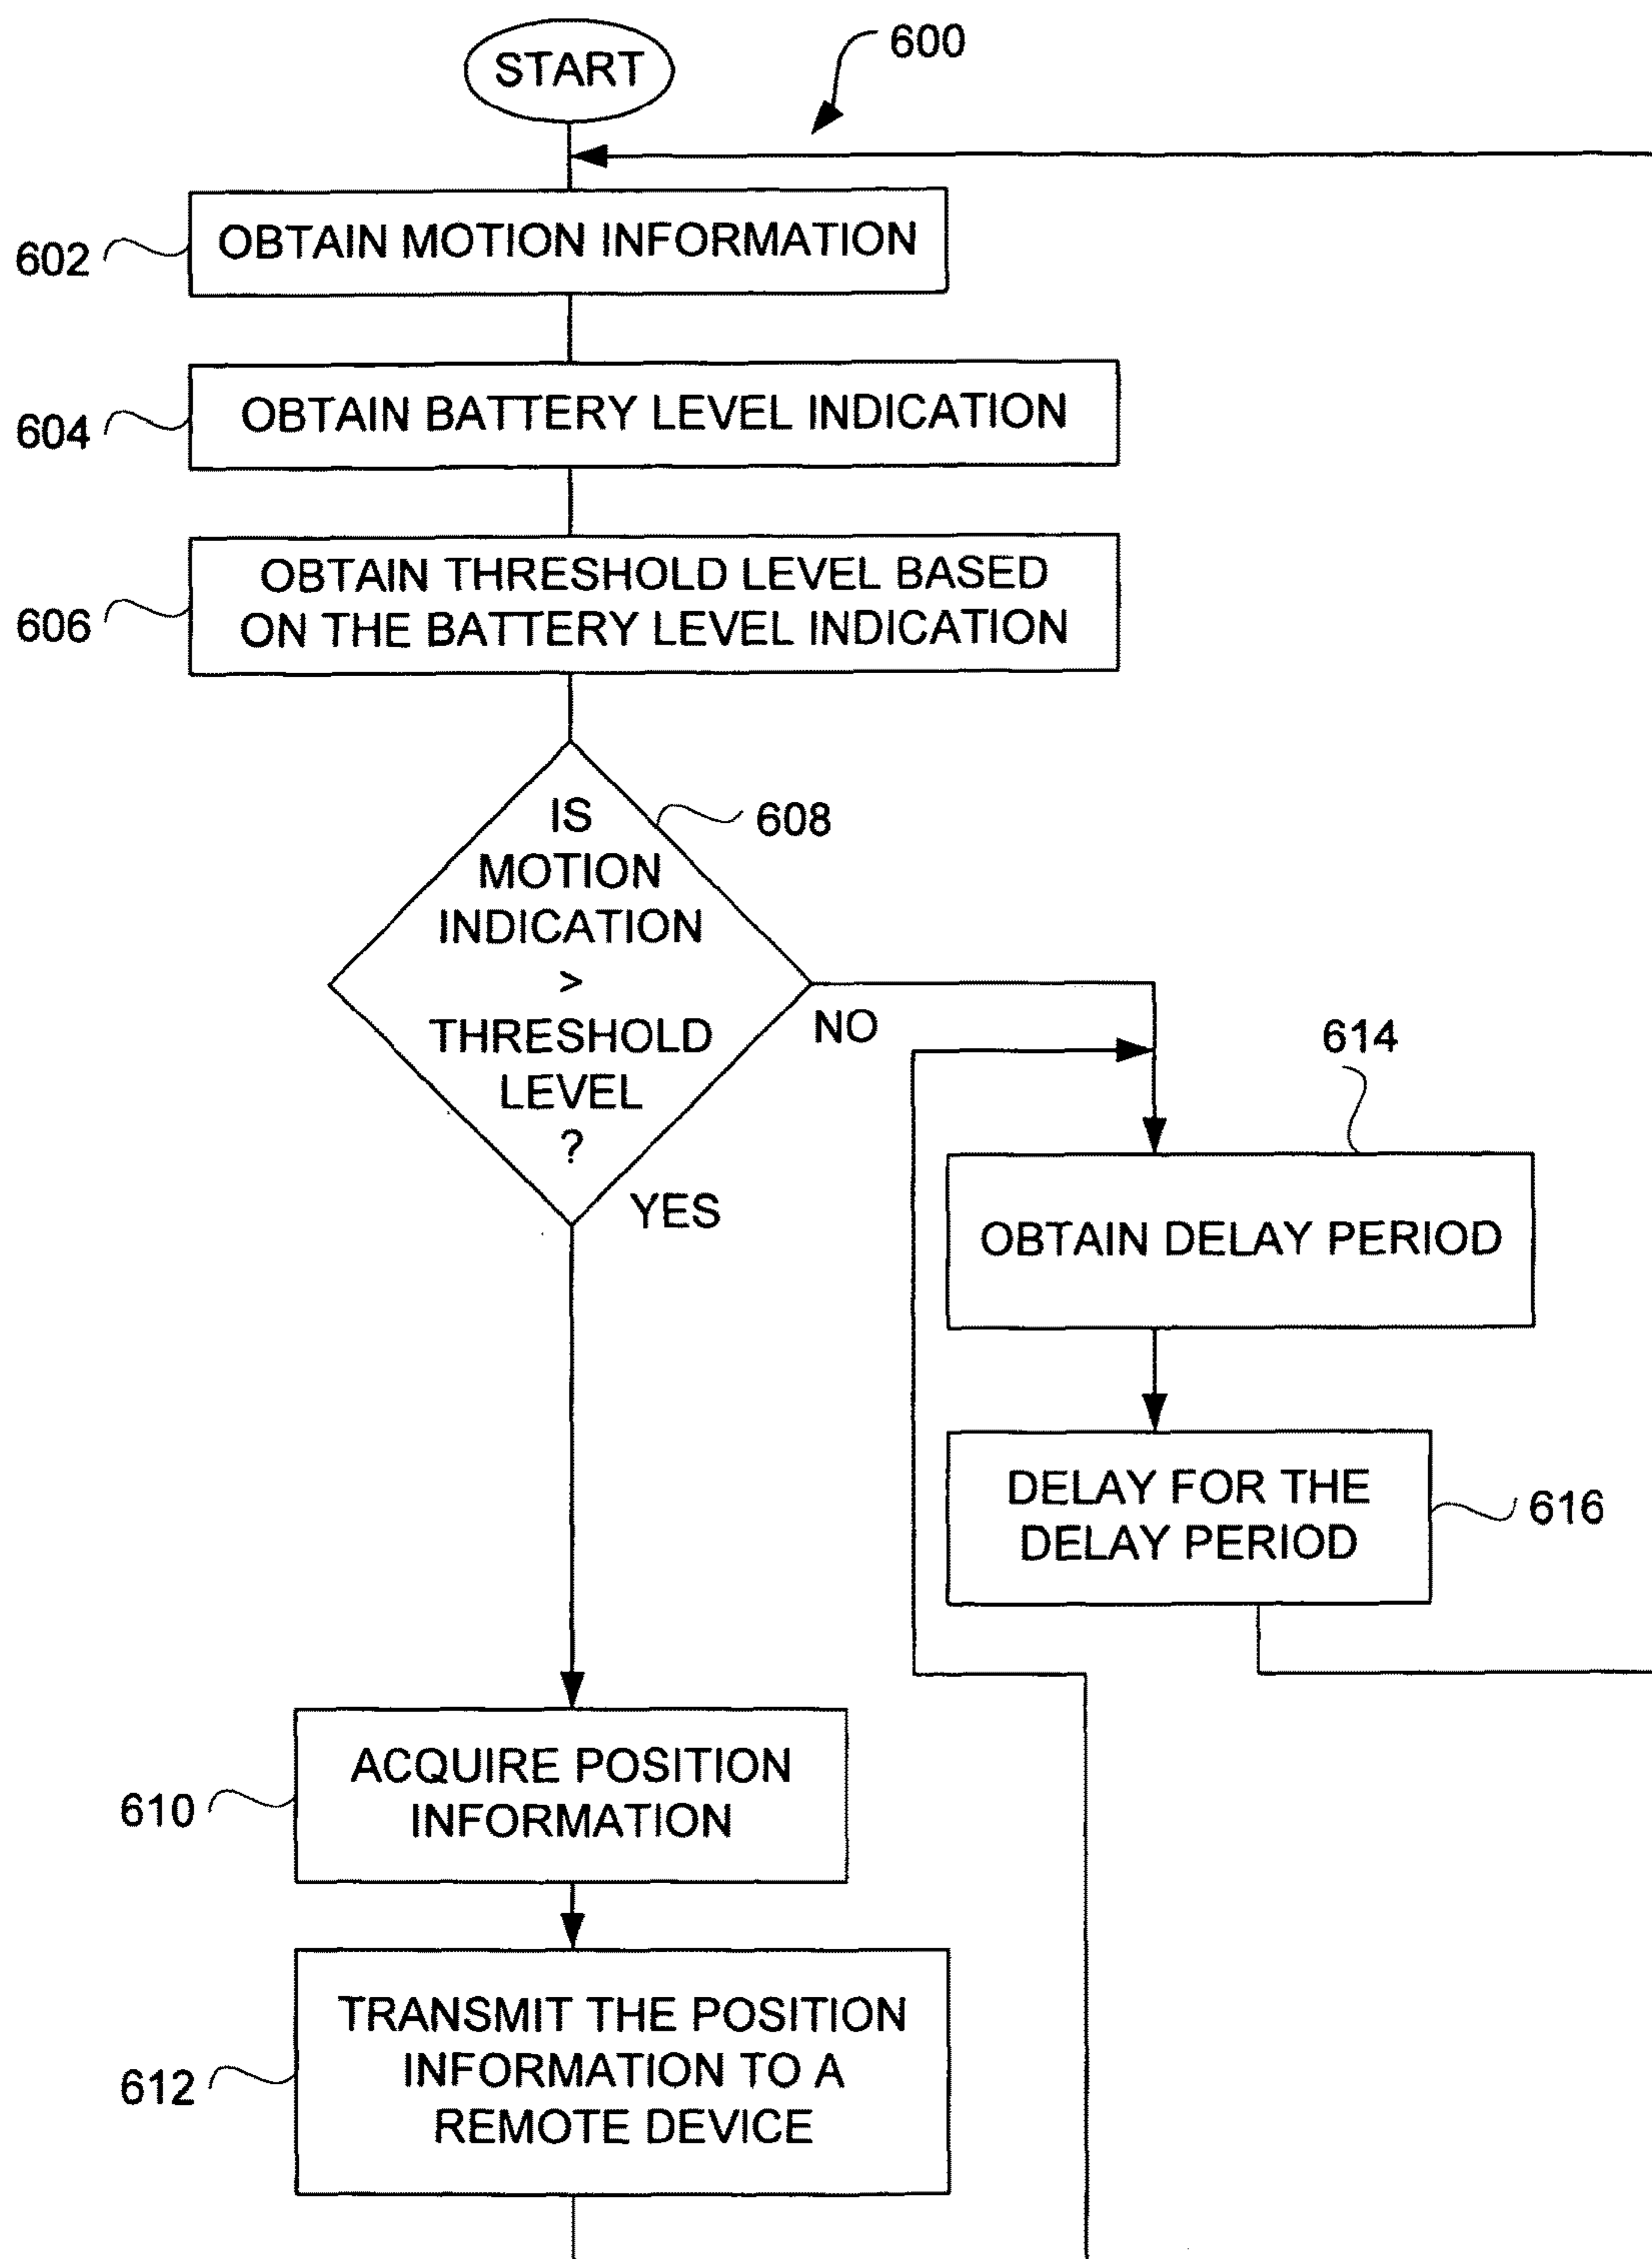 START
600
602
OBTAIN MOTION INFORMATION
604
OBTAIN BATTERY LEVEL INDICATION
606
OBTAIN THRESHOLD LEVEL BASED
ON THE BATTERY LEVEL INDICATION
608
IS
MOTION
INDICATION
>
THRESHOLD
LEVEL
?
NO
YES
614
OBTAIN DELAY PERIOD
DELAY FOR THE
DELAY PERIOD
616
610
ACQUIRE POSITION
INFORMATION
612
TRANSMIT THE POSITION
INFORMATION TO A
REMOTE DEVICE